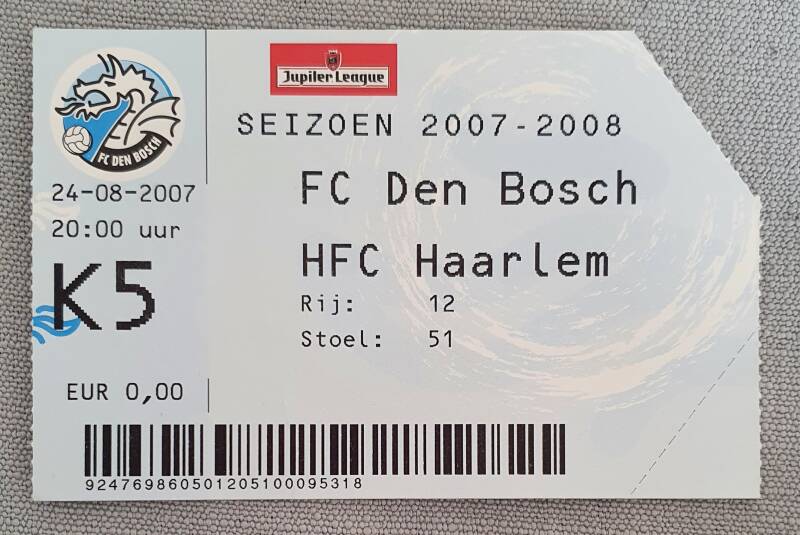 FC DEN BOSCH
24-08-2007
20:00 uur
K5
EUR 0,00
Jupiler League
SEIZOEN 2007-2008
FC Den Bosch
HFC Haarlem
Rij: 12
Stoel: 51
924769860501205100095318